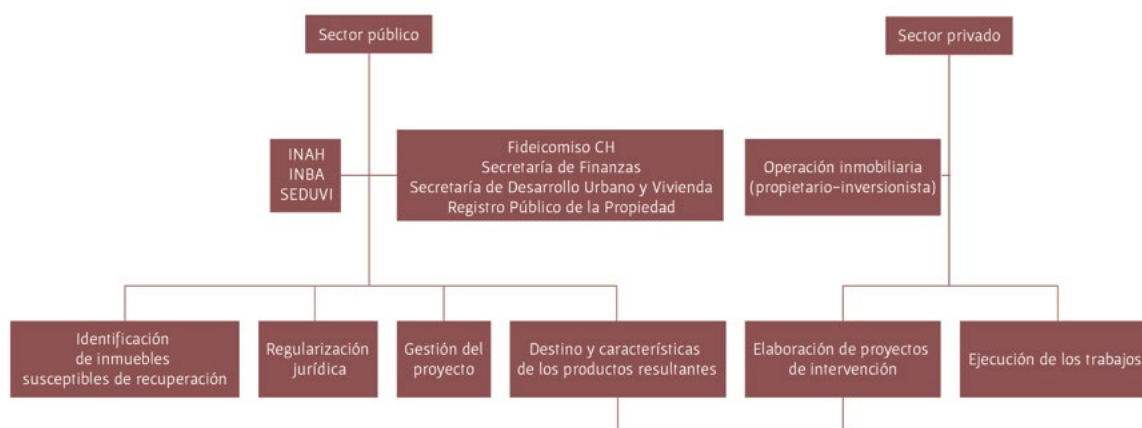 Sector público
Sector privado
INAH
INBA
SEDUVI
Fideicomiso CH
Secretaría de Finanzas
Secretaría de Desarrollo Urbano y Vivienda
Registro Público de la Propiedad
Operación inmobiliaria
(propietario–inversionista)
Identificación
de inmuebles
susceptibles de recuperación
Regularización
jurídica
Gestión del
proyecto
Destino y características
de los productos resultantes
Elaboración de proyectos
de intervención
Ejecución de los trabajos